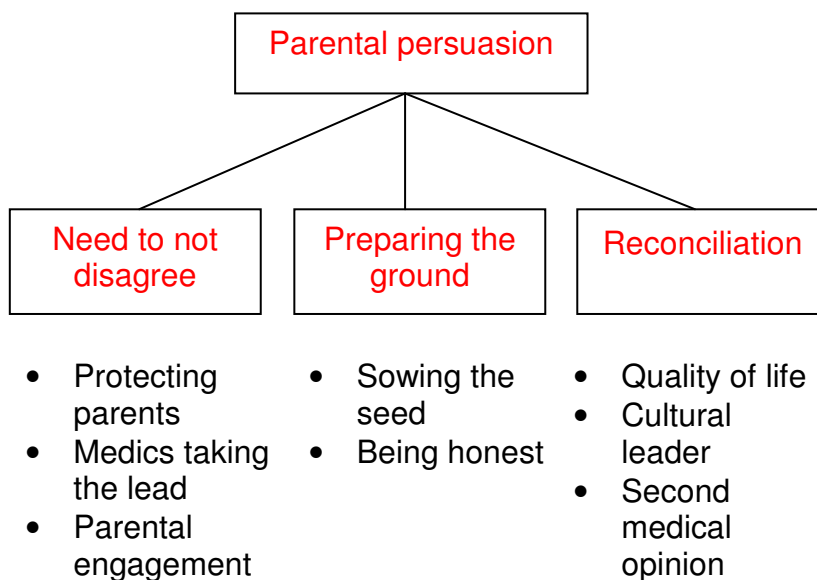 Parental persuasion
Need to not
disagree
Preparing the
ground
Reconciliation
• Protecting
parents
• Medics taking
the lead
• Parental
engagement
• Sowing the
seed
• Being honest
• Quality of life
• Cultural
leader
• Second
medical
opinion